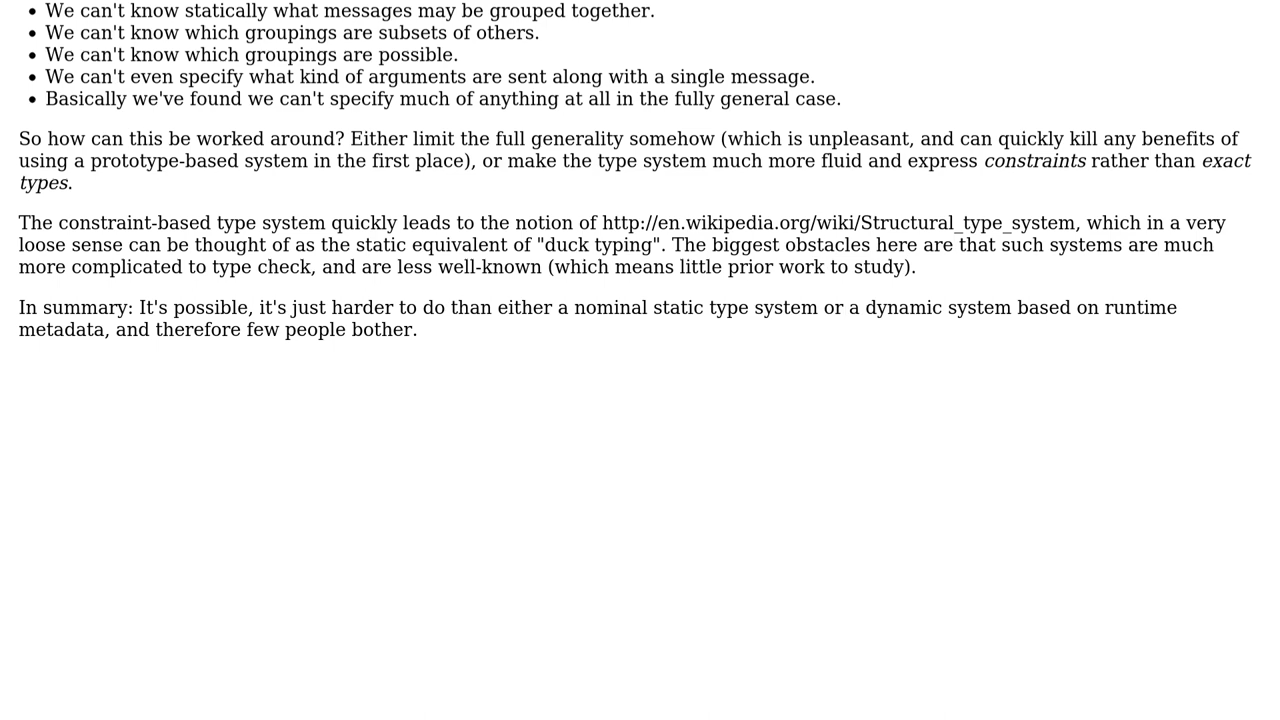 We can't know statically what messages may be grouped together.
We can't know which groupings are subsets of others.
We can't know which groupings are possible.
We can't even specify what kind of arguments are sent along with a single message.
Basically we've found we can't specify much of anything at all in the fully general case.
So how can this be worked around? Either limit the full generality somehow (which is unpleasant, and can quickly kill any benefits of
using a prototype-based system in the first place), or make the type system much more fluid and express constraints rather than exact
types.
The constraint-based type system quickly leads to the notion of http://en.wikipedia.org/wiki/Structural_type_system, which in a very
loose sense can be thought of as the static equivalent of "duck typing". The biggest obstacles here are that such systems are much
more complicated to type check, and are less well-known (which means little prior work to study).
In summary: It's possible, it's just harder to do than either a nominal static type system or a dynamic system based on runtime
metadata, and therefore few people bother.